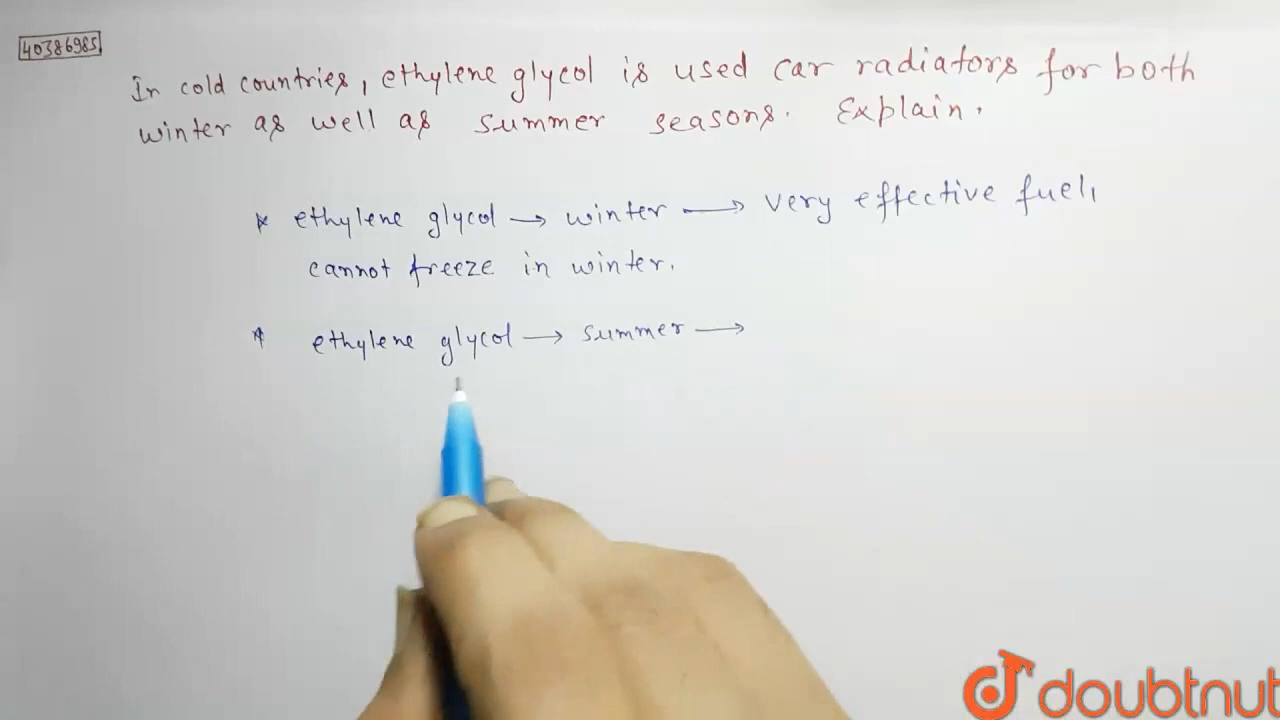 40386985
In cold countries, ethylene glycol is used car radiators for both
winter as well as summer seasons. Explain.
* ethylene glycol → winter → very effective fuel,
cannot freeze in winter.
* ethylene glycol → summer →
doubtnut